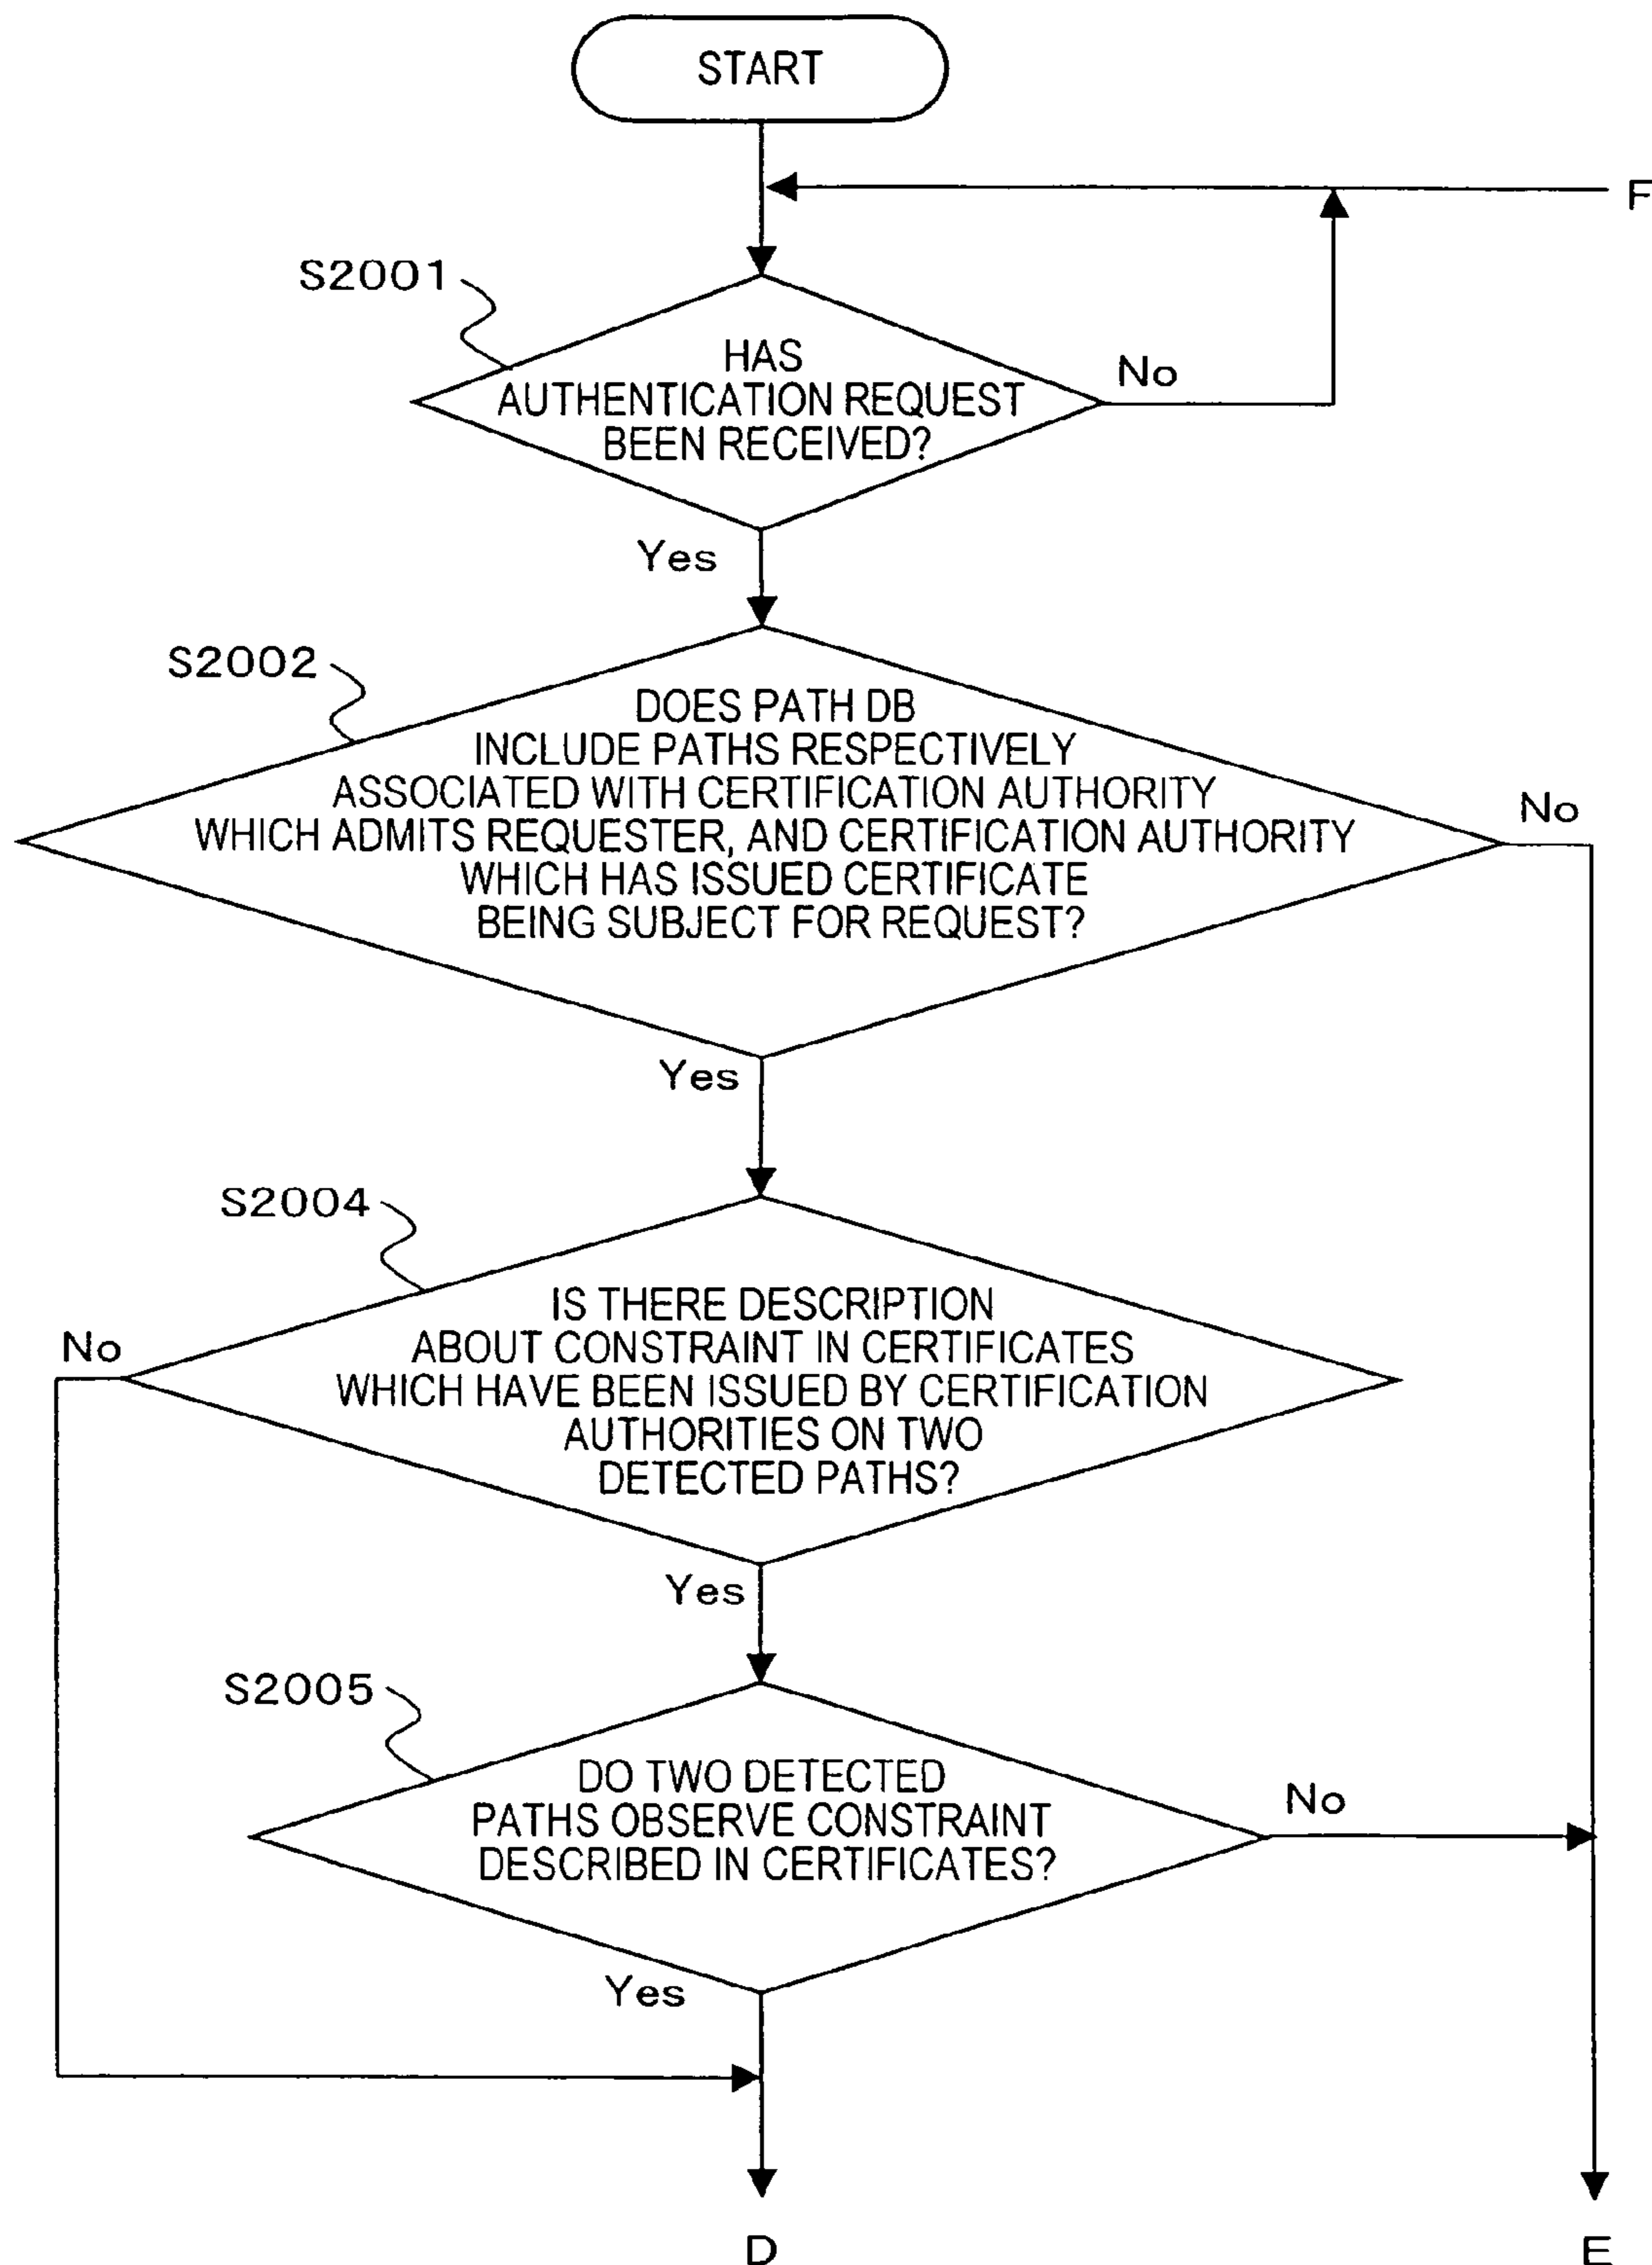 START
F
S2001
HAS
AUTHENTICATION REQUEST
BEEN RECEIVED?
No
Yes
S2002
DOES PATH DB
INCLUDE PATHS RESPECTIVELY
ASSOCIATED WITH CERTIFICATION AUTHORITY
WHICH ADMITS REQUESTER, AND CERTIFICATION AUTHORITY
WHICH HAS ISSUED CERTIFICATE
BEING SUBJECT FOR REQUEST?
No
Yes
S2004
IS THERE DESCRIPTION
ABOUT CONSTRAINT IN CERTIFICATES
WHICH HAVE BEEN ISSUED BY CERTIFICATION
AUTHORITIES ON TWO
DETECTED PATHS?
No
Yes
S2005
DO TWO DETECTED
PATHS OBSERVE CONSTRAINT
DESCRIBED IN CERTIFICATES?
No
Yes
D
E